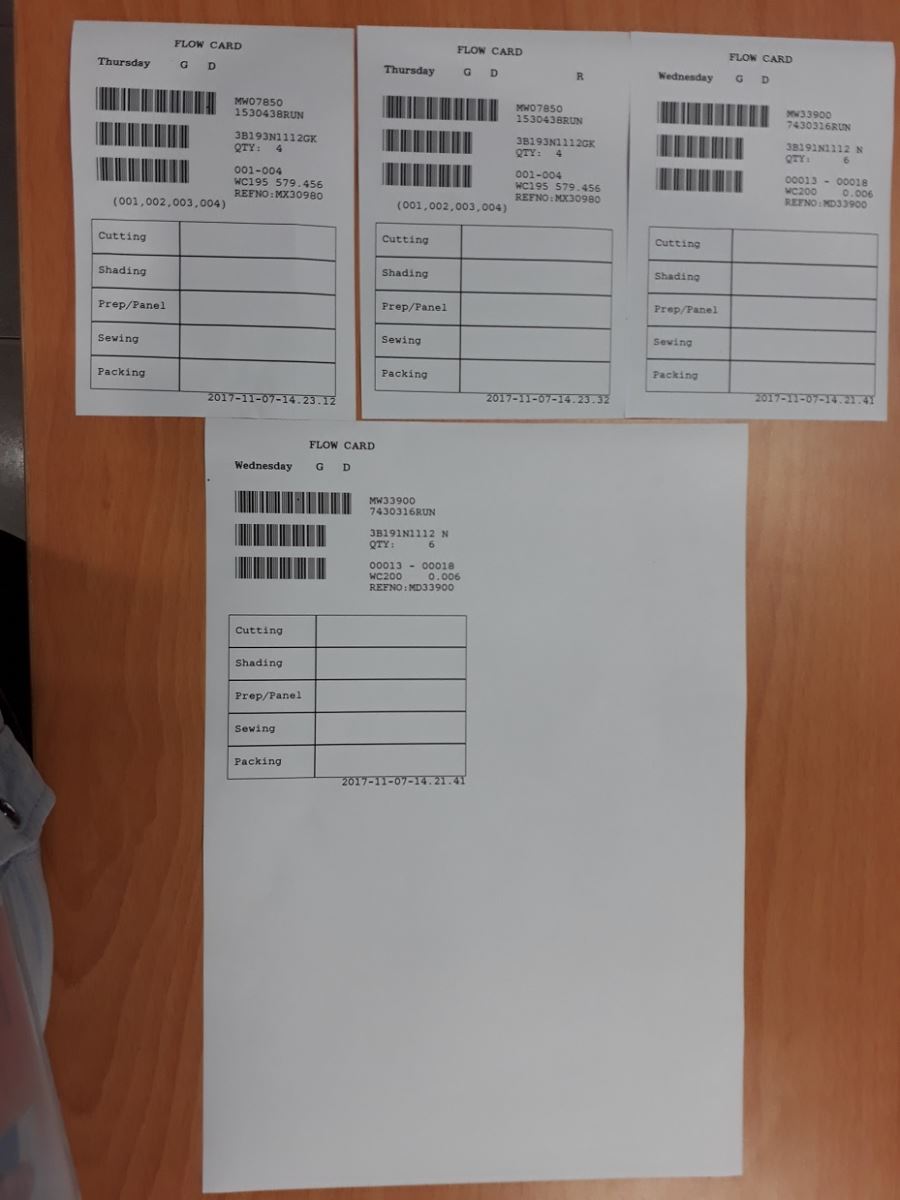 FLOW CARD
Thursday G D
MW07850
1530438RUN
3B193N1112GK
QTY: 4
001-004
WC195 579.456
REFNO:MX30980
(001,002,003,004)
Cutting
Shading
Prep/Panel
Sewing
Packing
2017-11-07-14.23.12
FLOW CARD
Thursday G D R
MW07850
1530438RUN
3B193N1112GK
QTY: 4
001-004
WC195 579.456
REFNO:MX30980
(001,002,003,004)
Cutting
Shading
Prep/Panel
Sewing
Packing
2017-11-07-14.23.32
FLOW CARD
Wednesday G D
MW33900
7430316RUN
3B191N1112 N
QTY: 6
00013 - 00018
WC200 0.006
REFNO:MD33900
Cutting
Shading
Prep/Panel
Sewing
Packing
2017-11-07-14.21.41
FLOW CARD
Wednesday G D
MW33900
7430316RUN
3B191N1112 N
QTY: 6
00013 - 00018
WC200 0.006
REFNO:MD33900
Cutting
Shading
Prep/Panel
Sewing
Packing
2017-11-07-14.21.41